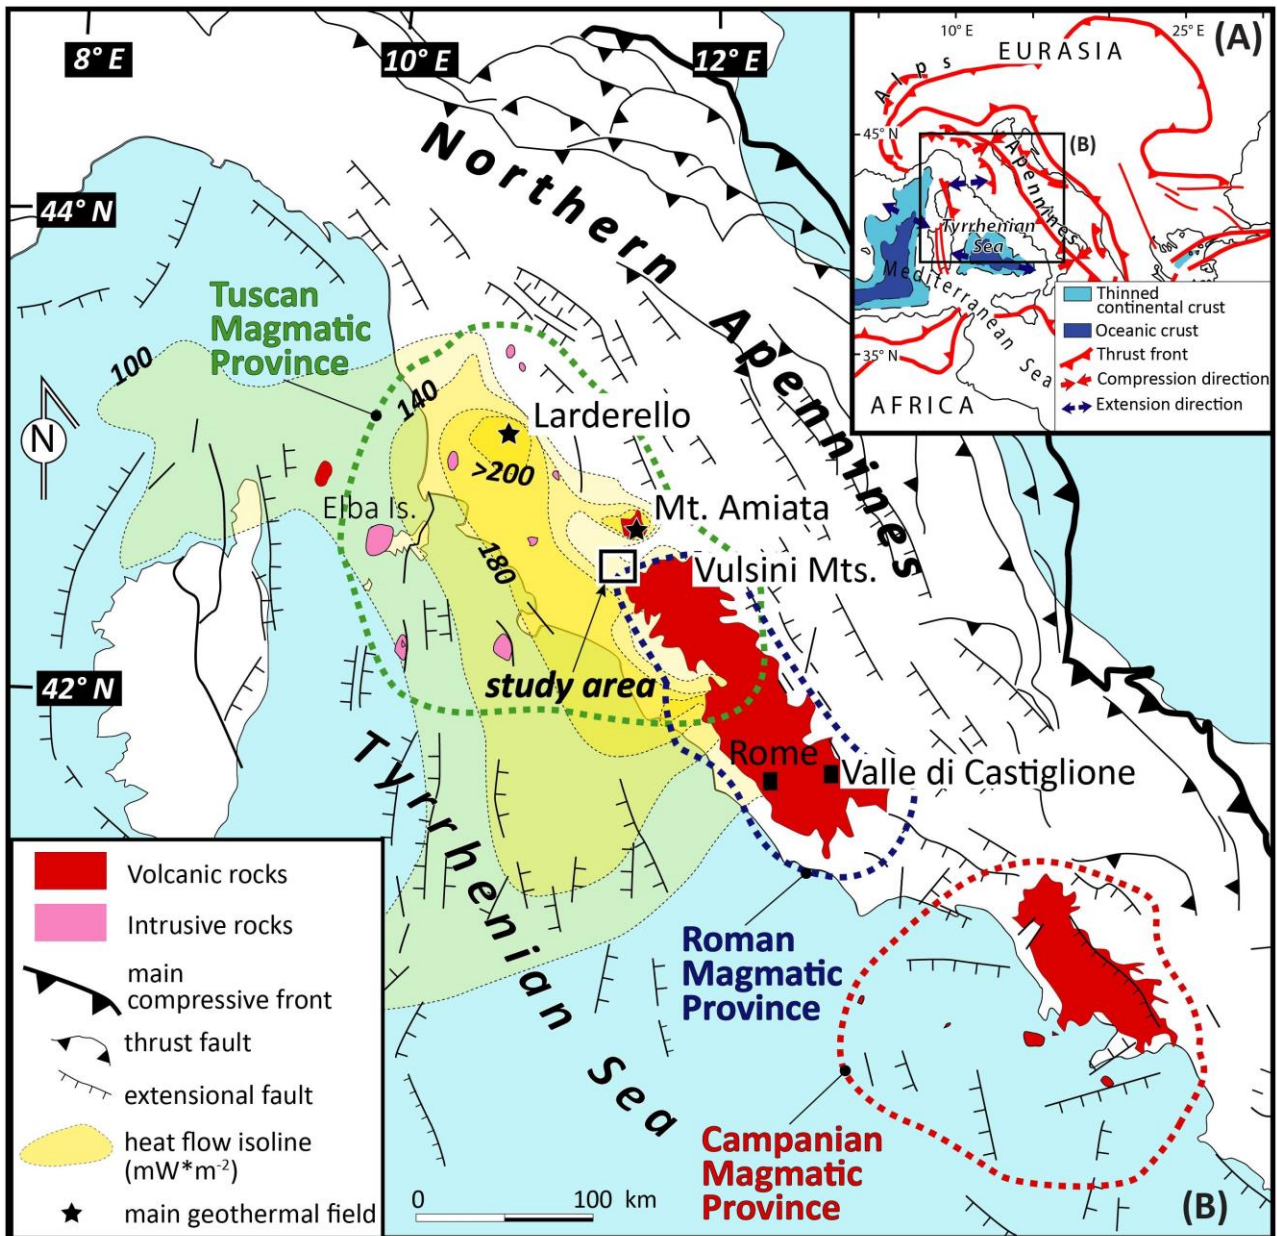 8° E
10° E
12° E
44° N
42° N
Northern Apennines
Tuscan
Magmatic
Province
100
140
>200
180
Larderello
Elba Is.
Mt. Amiata
Vulsini Mts.
study area
Rome
Valle di Castiglione
Tyrrhenian Sea
Roman
Magmatic
Province
Campanian
Magmatic
Province
N
0 100 km
(B)
Volcanic rocks
Intrusive rocks
main
compressive front
thrust fault
extensional fault
heat flow isoline
(mW*m-2)
main geothermal field
10° E
25° E
(A)
EURASIA
Alps
45° N
(B)
Apennines
Tyrrhenian
Sea
Mediterranean Sea
35° N
AFRICA
Thinned
continental crust
Oceanic crust
Thrust front
Compression direction
Extension direction